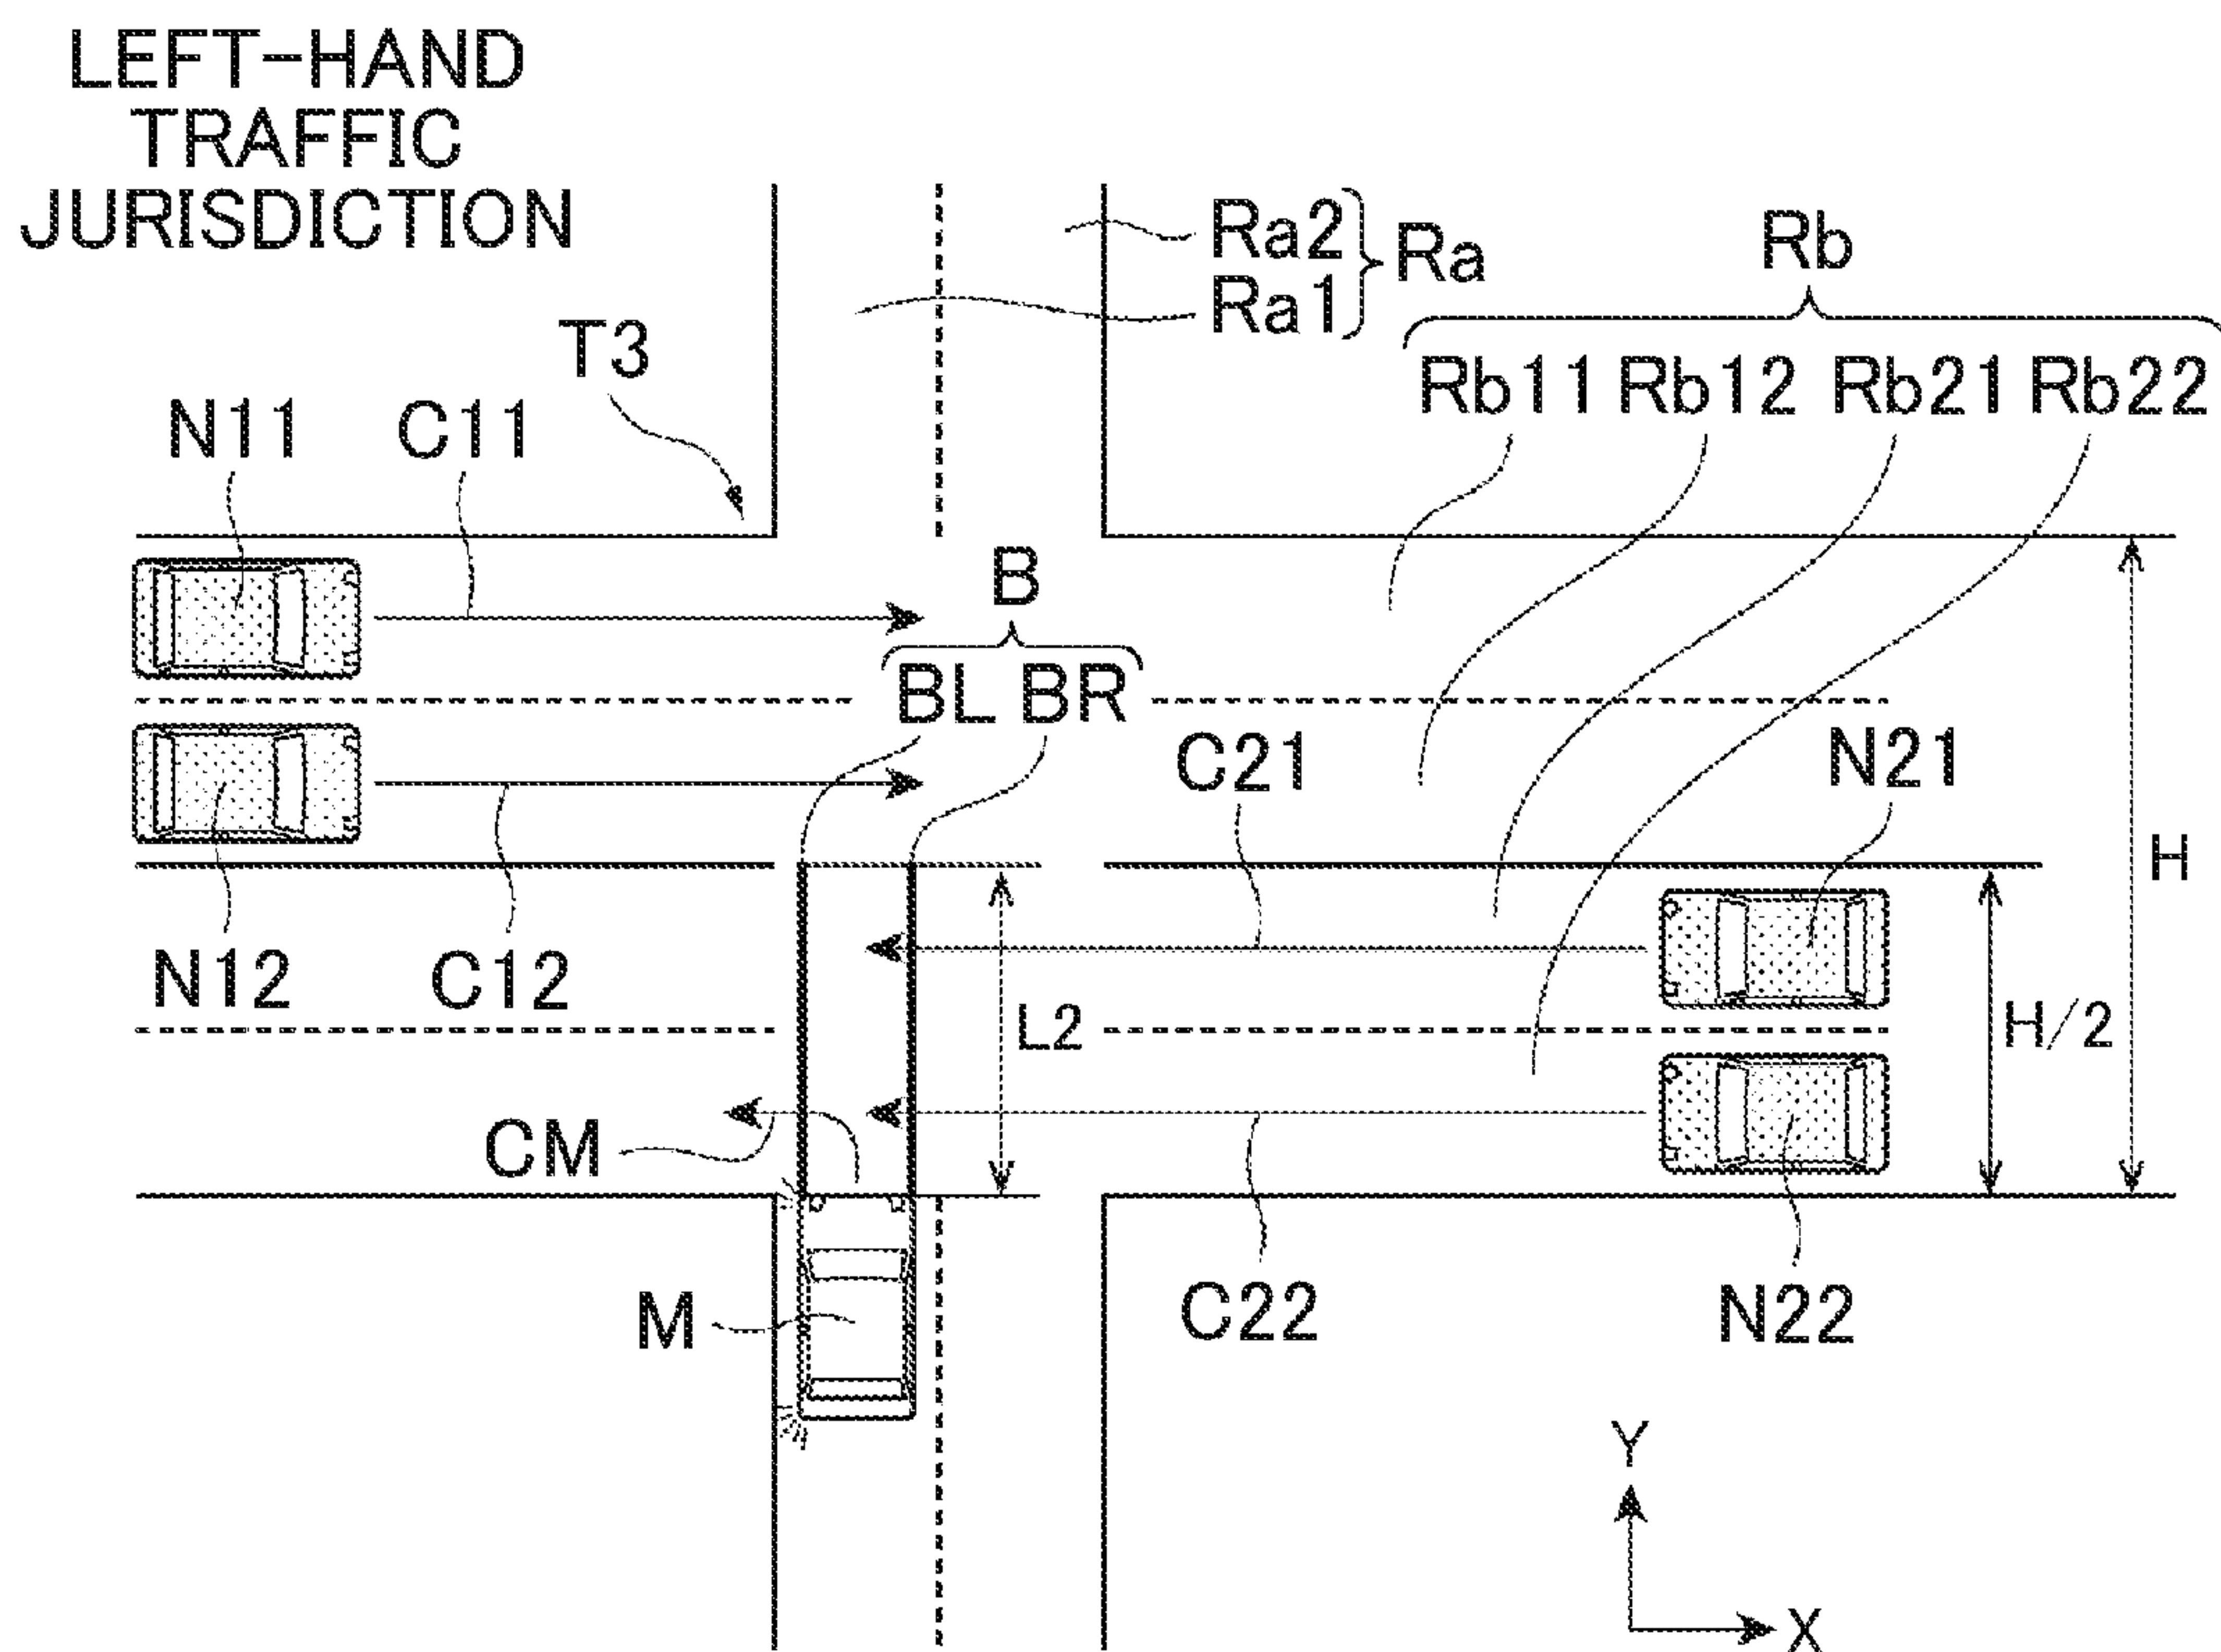 LEFT-HAND
TRAFFIC
JURISDICTION
Ra2
Ra1
Ra
Rb
T3
Rb11 Rb12 Rb21 Rb22
N11
C11
B
BL BR
C21
N21
H
N12
C12
L2
H/2
CM
M
C22
N22
Y
X